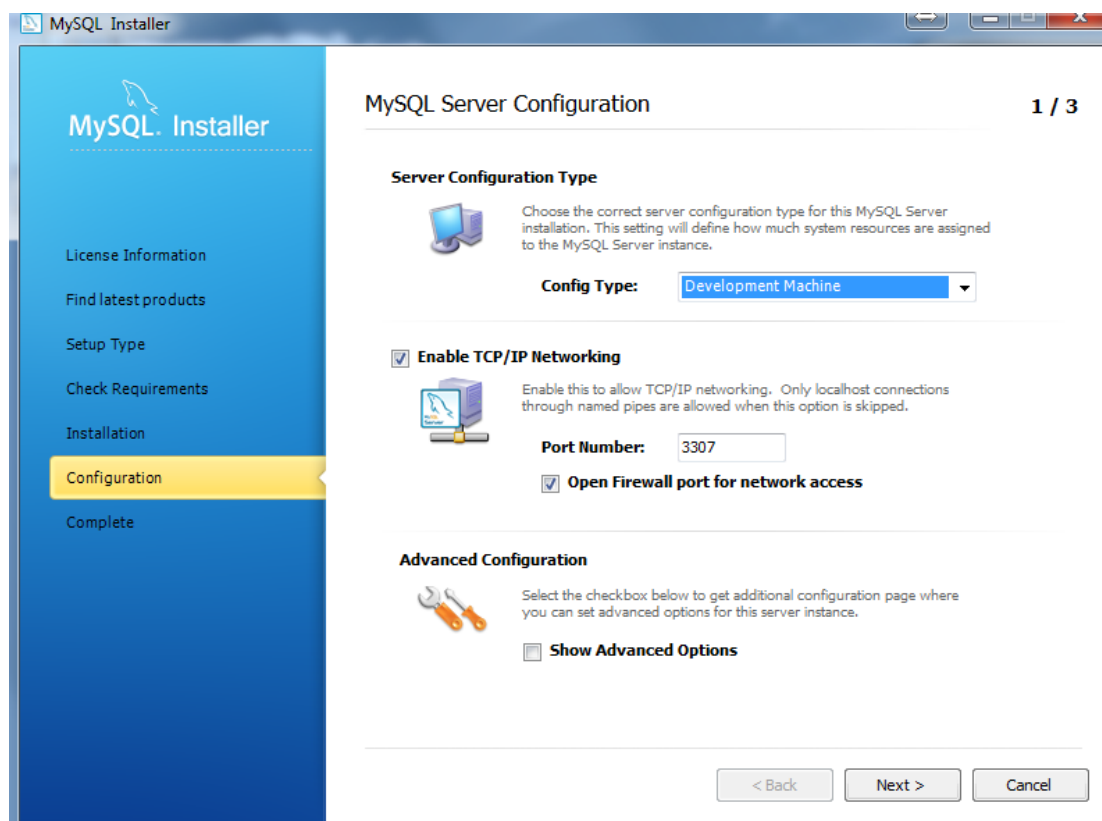 MySQL Installer
MySQL. Installer
License Information
Find latest products
Setup Type
Check Requirements
Installation
Configuration
Complete
MySQL Server Configuration
1 / 3
Server Configuration Type
Choose the correct server configuration type for this MySQL Server
installation. This setting will define how much system resources are assigned
to the MySQL Server instance.
Config Type: Development Machine
Enable TCP/IP Networking
Enable this to allow TCP/IP networking. Only localhost connections
through named pipes are allowed when this option is skipped.
Port Number: 3307
Open Firewall port for network access
Advanced Configuration
Select the checkbox below to get additional configuration page where
you can set advanced options for this server instance.
Show Advanced Options
< Back Next > Cancel